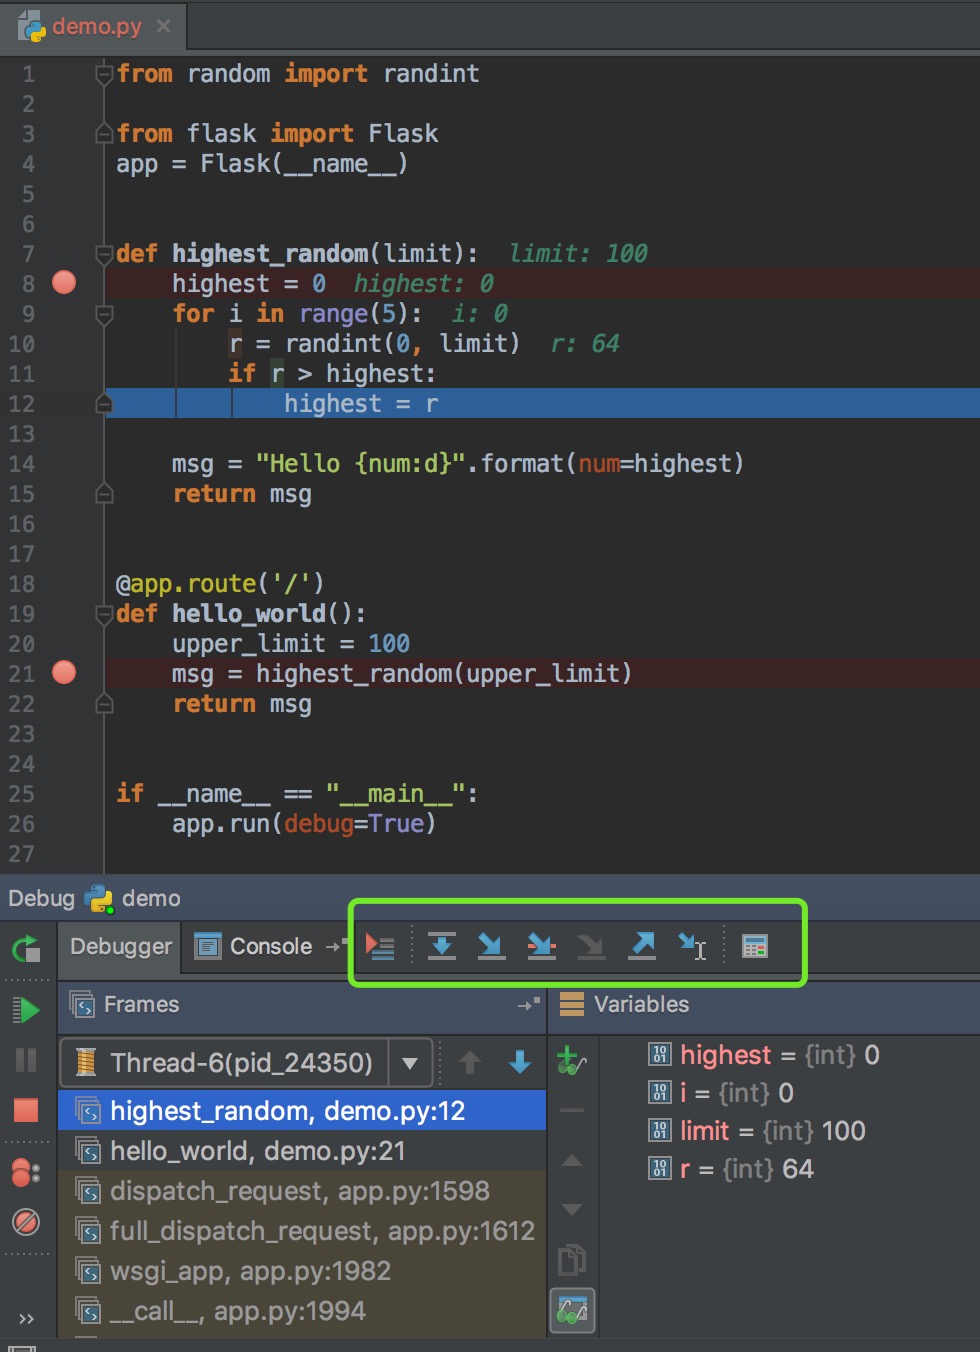 demo.py
1 from random import randint
2
3 from flask import Flask
4 app = Flask(__name__)
5
6
7 def highest_random(limit): limit: 100
8 highest = 0 highest: 0
9 for i in range(5): i: 0
10 r = randint(0, limit) r: 64
11 if r > highest:
12 highest = r
13
14 msg = "Hello {num:d}".format(num=highest)
15 return msg
16
17
18 @app.route('/')
19 def hello_world():
20 upper_limit = 100
21 msg = highest_random(upper_limit)
22 return msg
23
24
25 if __name__ == "__main__":
26 app.run(debug=True)
27
Debug demo
Debugger Console
Frames
Variables
Thread-6(pid_24350)
highest_random, demo.py:12
hello_world, demo.py:21
dispatch_request, app.py:1598
full_dispatch_request, app.py:1612
wsgi_app, app.py:1982
__call__, app.py:1994
highest = {int} 0
i = {int} 0
limit = {int} 100
r = {int} 64